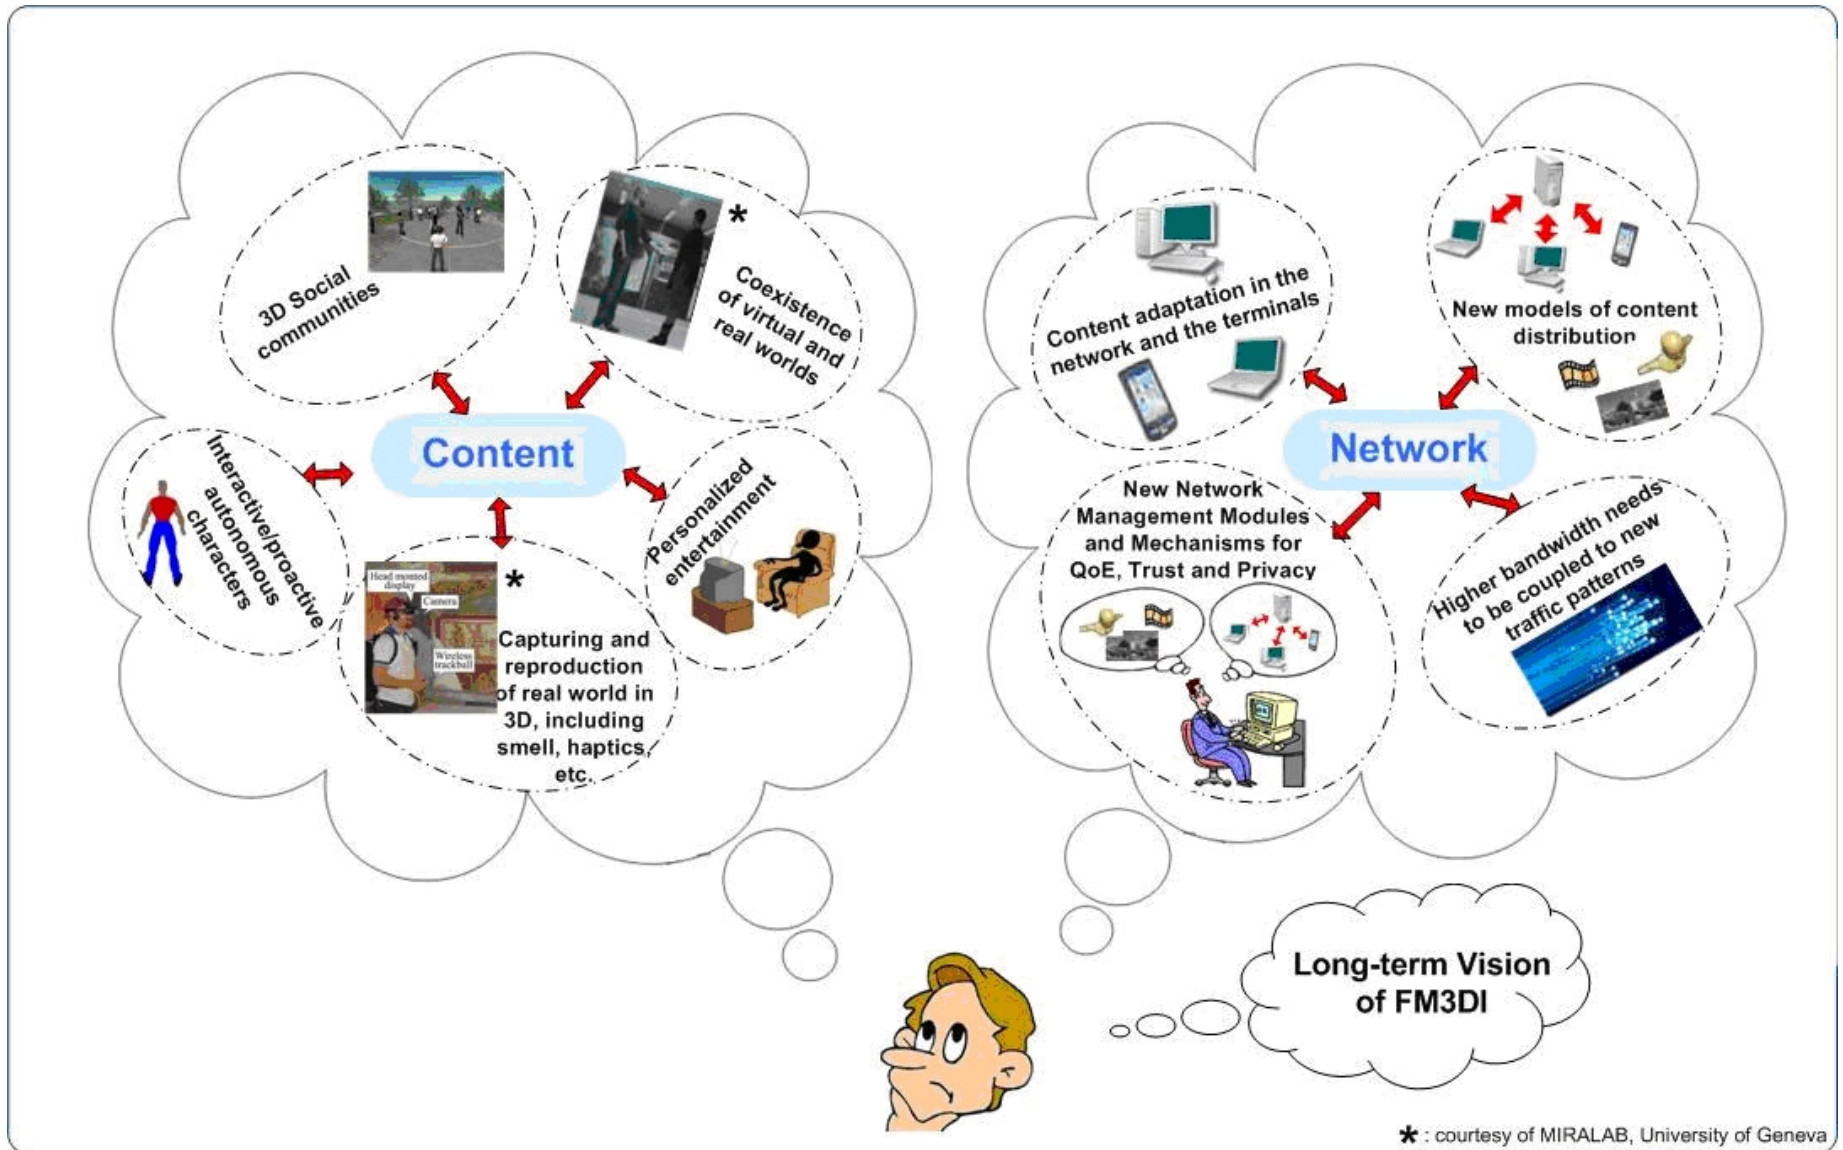 3D Social
communities
Coexistence
of virtual and
real worlds
Content
Interactive/proactive
autonomous
characters
Personalized
entertainment
Head monted
display
Camera
Wireless
trackball
Capturing and
reproduction
of real world in
3D, including
smell, haptics,
etc.
Content adaptation in the
network and the terminals
New models of content
distribution
Network
New Network
Management Modules
and Mechanisms for
QoE, Trust and Privacy
Higher bandwidth needs
to be coupled to new
traffic patterns
Long-term Vision
of FM3DI
* : courtesy of MIRALAB, University of Geneva